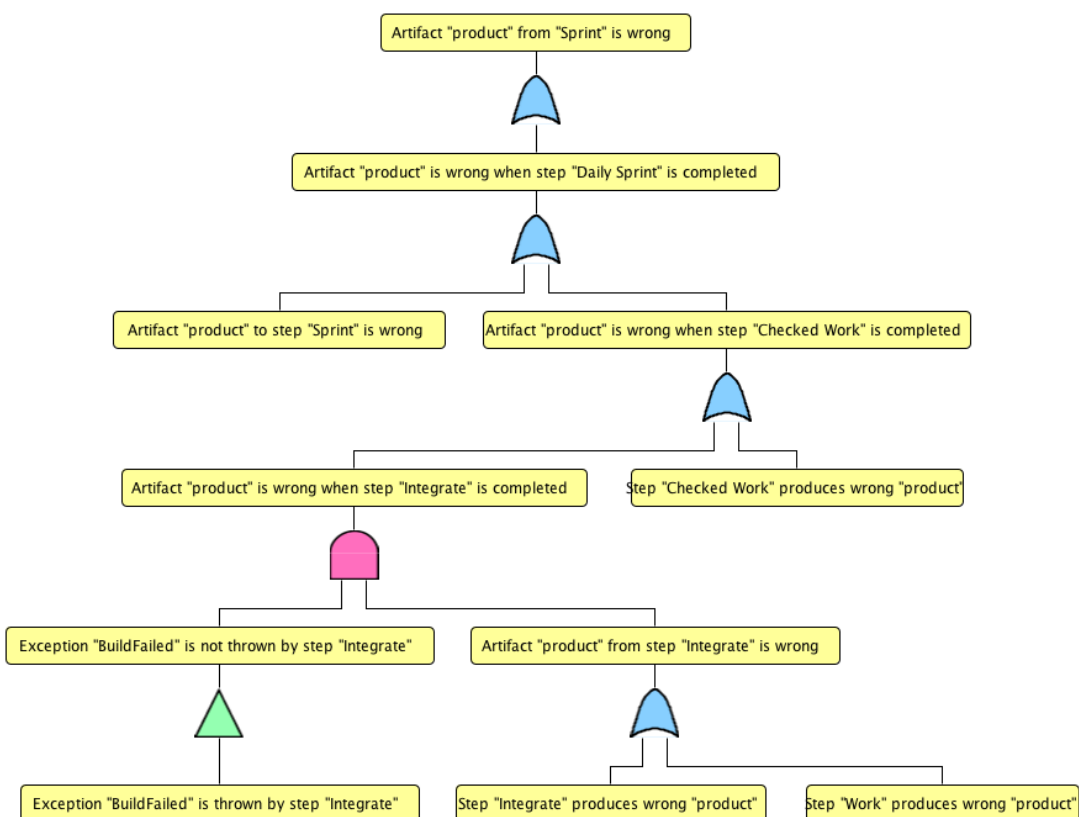 Artifact "product" from "Sprint" is wrong
Artifact "product" is wrong when step "Daily Sprint" is completed
Artifact "product" to step "Sprint" is wrong
Artifact "product" is wrong when step "Checked Work" is completed
Artifact "product" is wrong when step "Integrate" is completed
Step "Checked Work" produces wrong "product"
Exception "BuildFailed" is not thrown by step "Integrate"
Artifact "product" from step "Integrate" is wrong
Exception "BuildFailed" is thrown by step "Integrate"
Step "Integrate" produces wrong "product"
Step "Work" produces wrong "product"